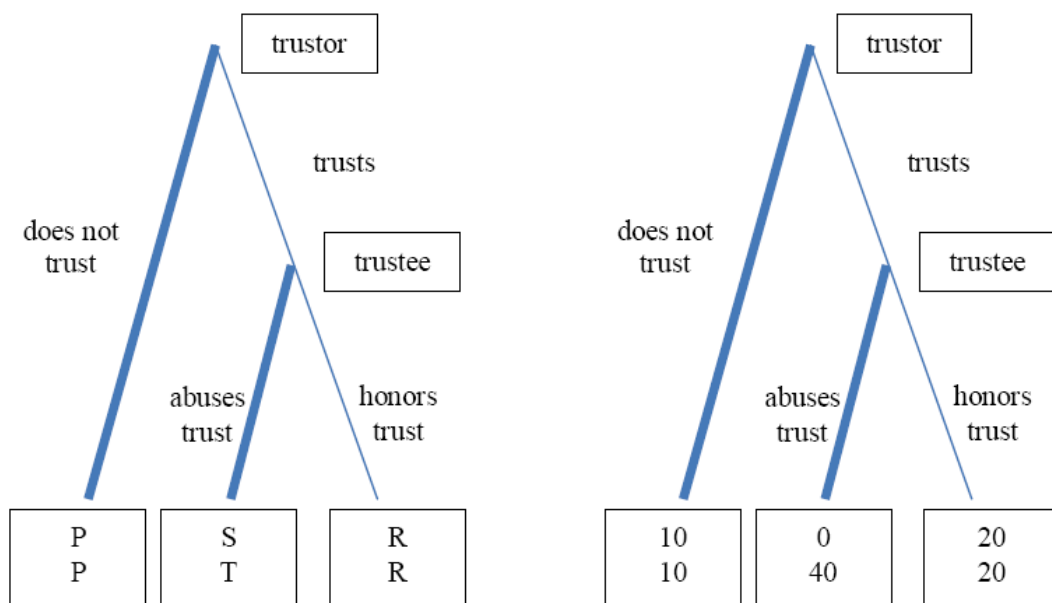 trustor
trusts
does not
trust
trustee
abuses
trust
honors
trust
P
P
S
T
R
R
trustor
trusts
does not
trust
trustee
abuses
trust
honors
trust
10
10
0
40
20
20